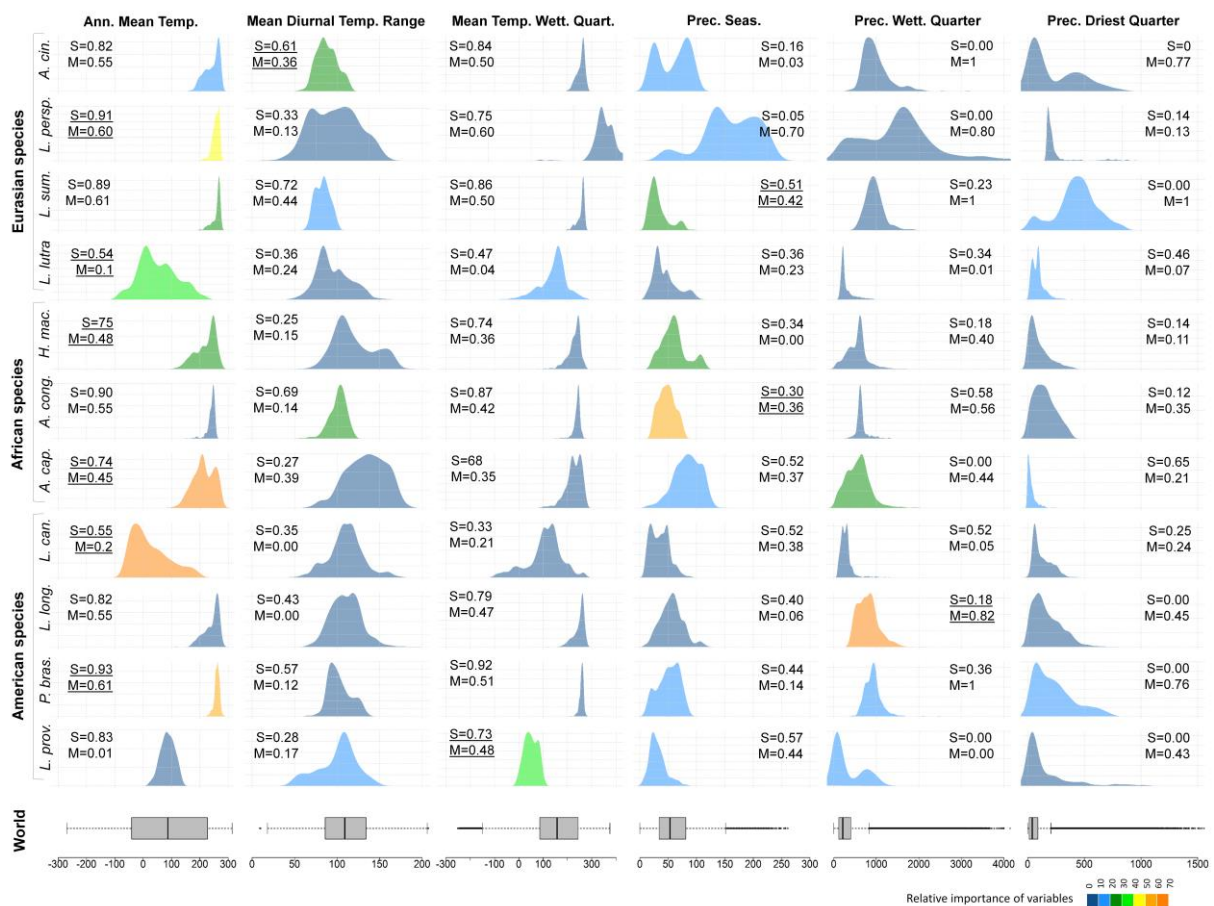 Ann. Mean Temp. Mean Diurnal Temp. Range Mean Temp. Wett. Quart. Prec. Seas. Prec. Wett. Quarter Prec. Driest Quarter
Eurasian species
A. cin.
S=0.82 S=0.61 S=0.84 S=0.16 S=0.00 S=0
M=0.55 M=0.36 M=0.50 M=0.03 M=1 M=0.77
L. persp.
S=0.91 S=0.33 S=0.75 S=0.05 S=0.00 S=0.14
M=0.60 M=0.13 M=0.60 M=0.70 M=0.80 M=0.13
L. sum.
S=0.89 S=0.72 S=0.86 S=0.51 S=0.23 S=0.00
M=0.61 M=0.44 M=0.50 M=0.42 M=1 M=1
L. lutra
S=0.54 S=0.36 S=0.47 S=0.36 S=0.34 S=0.46
M=0.1 M=0.24 M=0.04 M=0.23 M=0.01 M=0.07
African species
H. mac.
S=75 S=0.25 S=0.74 S=0.34 S=0.18 S=0.14
M=0.48 M=0.15 M=0.36 M=0.00 M=0.40 M=0.11
A. cong.
S=0.90 S=0.69 S=0.87 S=0.30 S=0.58 S=0.12
M=0.55 M=0.14 M=0.42 M=0.36 M=0.56 M=0.35
A. cap.
S=0.74 S=0.27 S=68 S=0.52 S=0.00 S=0.65
M=0.45 M=0.39 M=0.35 M=0.37 M=0.44 M=0.21
American species
L. can.
S=0.55 S=0.35 S=0.33 S=0.52 S=0.52 S=0.25
M=0.2 M=0.00 M=0.21 M=0.38 M=0.05 M=0.24
L. long.
S=0.82 S=0.43 S=0.79 S=0.40 S=0.18 S=0.00
M=0.55 M=0.00 M=0.47 M=0.06 M=0.82 M=0.45
P. bras.
S=0.93 S=0.57 S=0.92 S=0.44 S=0.36 S=0.00
M=0.61 M=0.12 M=0.51 M=0.14 M=1 M=0.76
L. prov.
S=0.83 S=0.28 S=0.73 S=0.57 S=0.00 S=0.00
M=0.01 M=0.17 M=0.48 M=0.44 M=0.00 M=0.43
World
-300 -200 -100 0 100 200 300 0 50 100 150 200 -300 -200 -100 0 100 200 300 0 50 100 150 200 250 300 0 1000 2000 3000 4000 0 500 1000 1500
Relative importance of variables 0 10 20 30 40 50 60 70